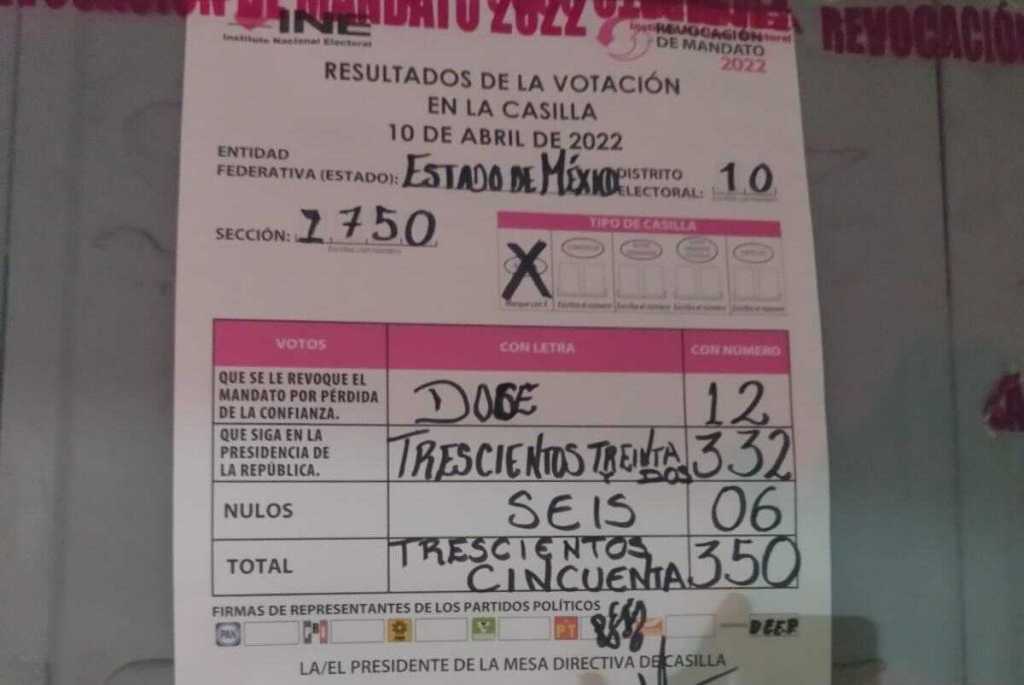 REVOCACIÓN DE MANDATO 2022
REVOCACIÓN
INE
Instituto Nacional Electoral
REVOCACIÓN
DE MANDATO
2022
RESULTADOS DE LA VOTACIÓN
EN LA CASILLA
10 DE ABRIL DE 2022
ENTIDAD
FEDERATIVA (ESTADO): ESTADO DE MÉXICO DISTRITO ELECTORAL: 10
SECCIÓN: 1750
TIPO DE CASILLA
X
VOTOS CON LETRA CON NÚMERO
QUE SE LE REVOQUE EL
MANDATO POR PÉRDIDA
DE LA CONFIANZA.
DOCE 12
QUE SIGA EN LA
PRESIDENCIA DE
LA REPÚBLICA.
TRESCIENTOS TREINTA Y DOS 332
NULOS SEIS 06
TOTAL TRESCIENTOS CINCUENTA 350
FIRMAS DE REPRESENTANTES DE LOS PARTIDOS POLÍTICOS
PAN PRI PRD PT
LA/EL PRESIDENTE DE LA MESA DIRECTIVA DE CASILLA